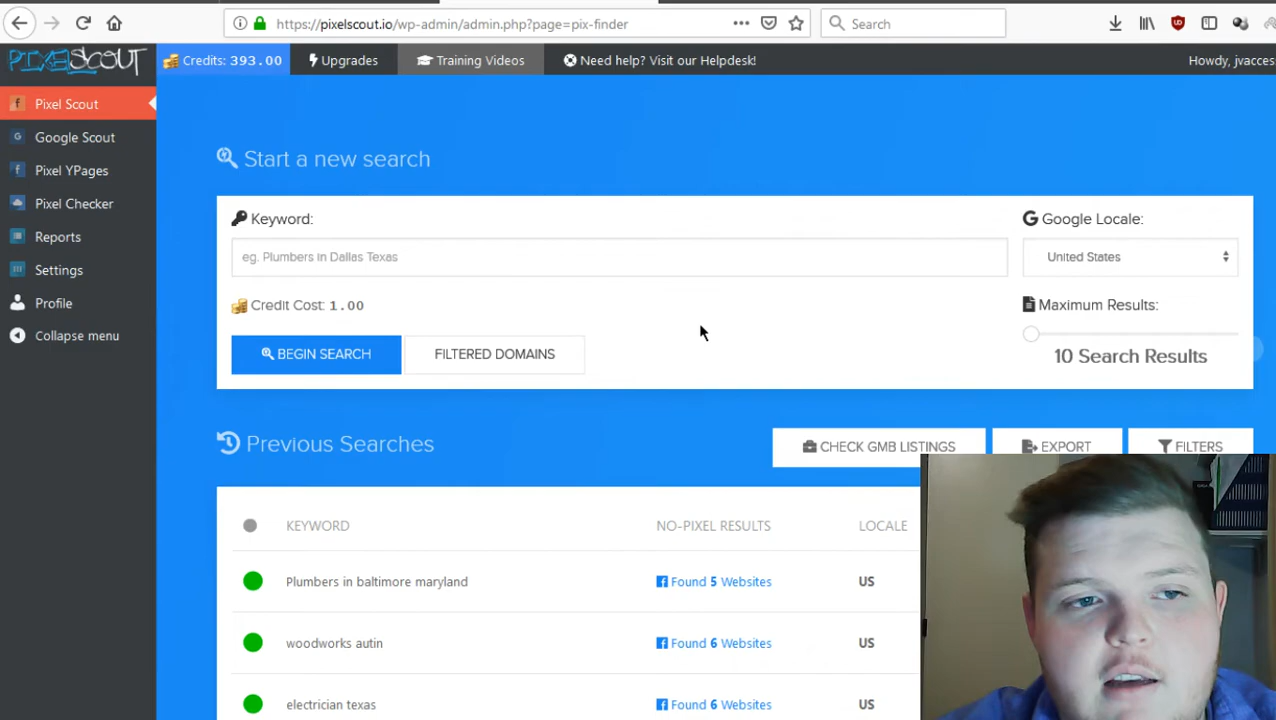 https://pixelscout.io/wp-admin/admin.php?page=pix-finder
Search
PIXELSCOUT
Credits: 393.00
Upgrades
Training Videos
Need help? Visit our Helpdesk!
Howdy, jvacces
Pixel Scout
Google Scout
Pixel YPages
Pixel Checker
Reports
Settings
Profile
Collapse menu
Start a new search
Keyword:
Google Locale:
eg. Plumbers in Dallas Texas
United States
Credit Cost: 1.00
Maximum Results:
BEGIN SEARCH
FILTERED DOMAINS
10 Search Results
Previous Searches
CHECK GMB LISTINGS
EXPORT
FILTERS
KEYWORD
NO-PIXEL RESULTS
LOCALE
Plumbers in baltimore maryland
Found 5 Websites
US
woodworks autin
Found 6 Websites
US
electrician texas
Found 6 Websites
US